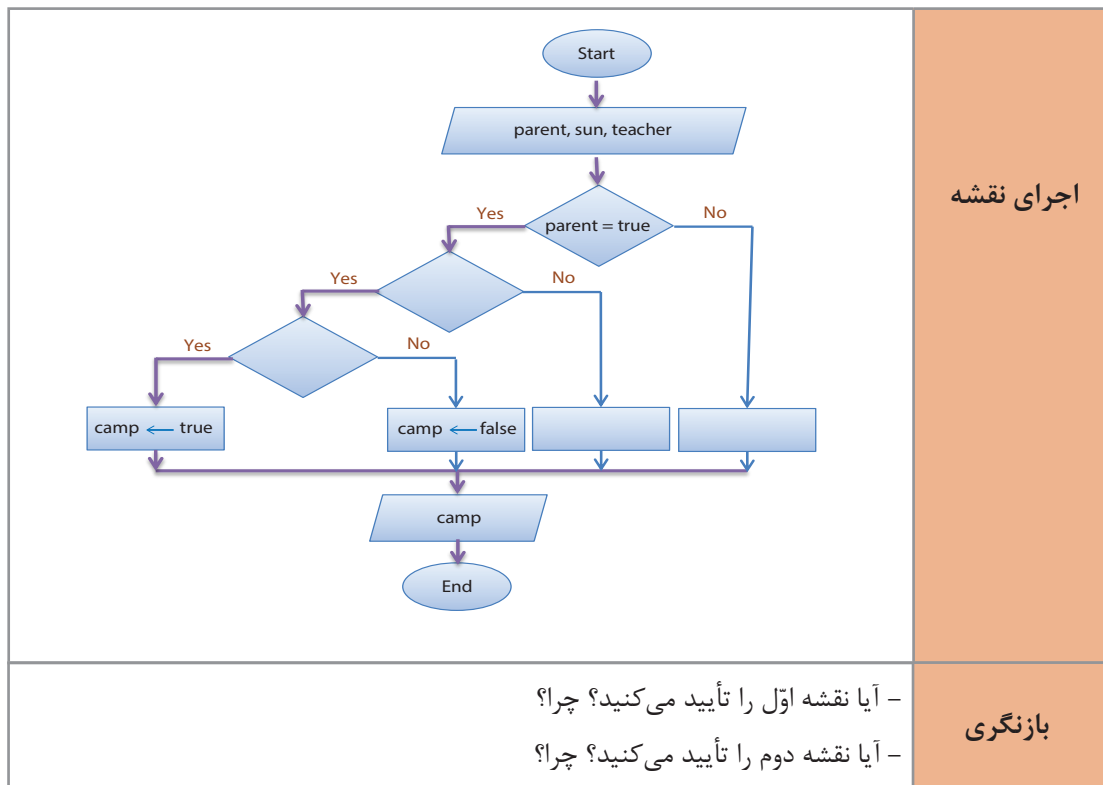 اجرای نقشه
Start
parent, sun, teacher
parent = true
Yes
No
Yes
No
Yes
No
camp ← true
camp ← false
camp
End
بازنگری
– آیا نقشه اوّل را تأیید می‌کنید؟ چرا؟
– آیا نقشه دوم را تأیید می‌کنید؟ چرا؟